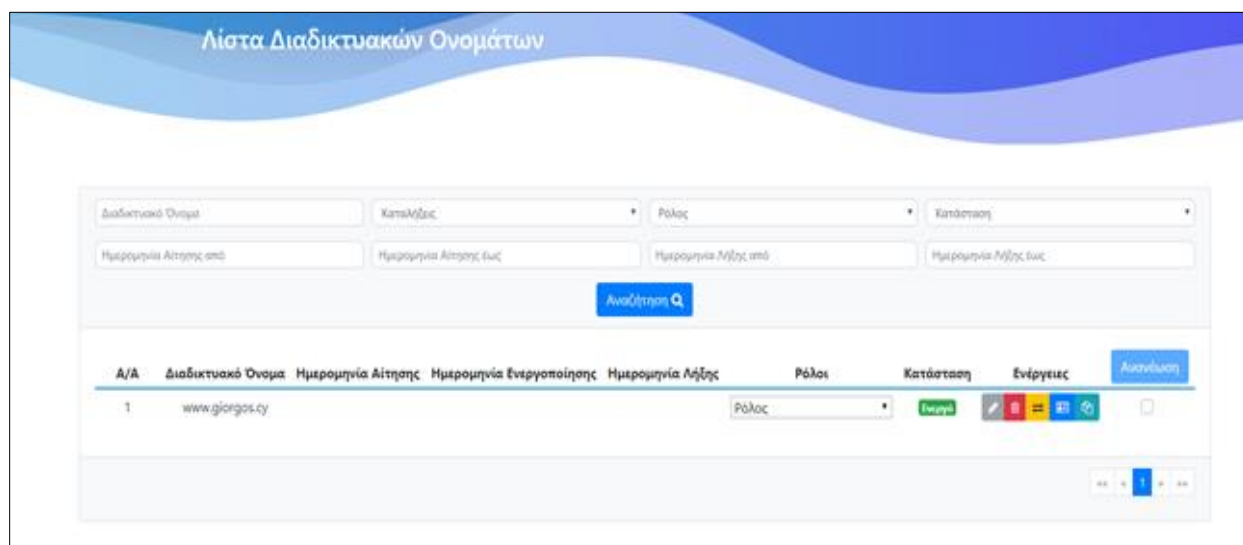 Λίστα Διαδικτυακών Ονομάτων
Διαδικτυακό Όνομα Καταλήξεις Ρόλος Κατάσταση
Ημερομηνία Αίτησης από Ημερομηνία Αίτησης έως Ημερομηνία Λήξης από Ημερομηνία Λήξης έως
Αναζήτηση
Α/Α Διαδικτυακό Όνομα Ημερομηνία Αίτησης Ημερομηνία Ενεργοποίησης Ημερομηνία Λήξης Ρόλοι Κατάσταση Ενέργειες Ανανέωση
1 www.giorgos.cy Ρόλος Ενεργό
«« « 1 » »»